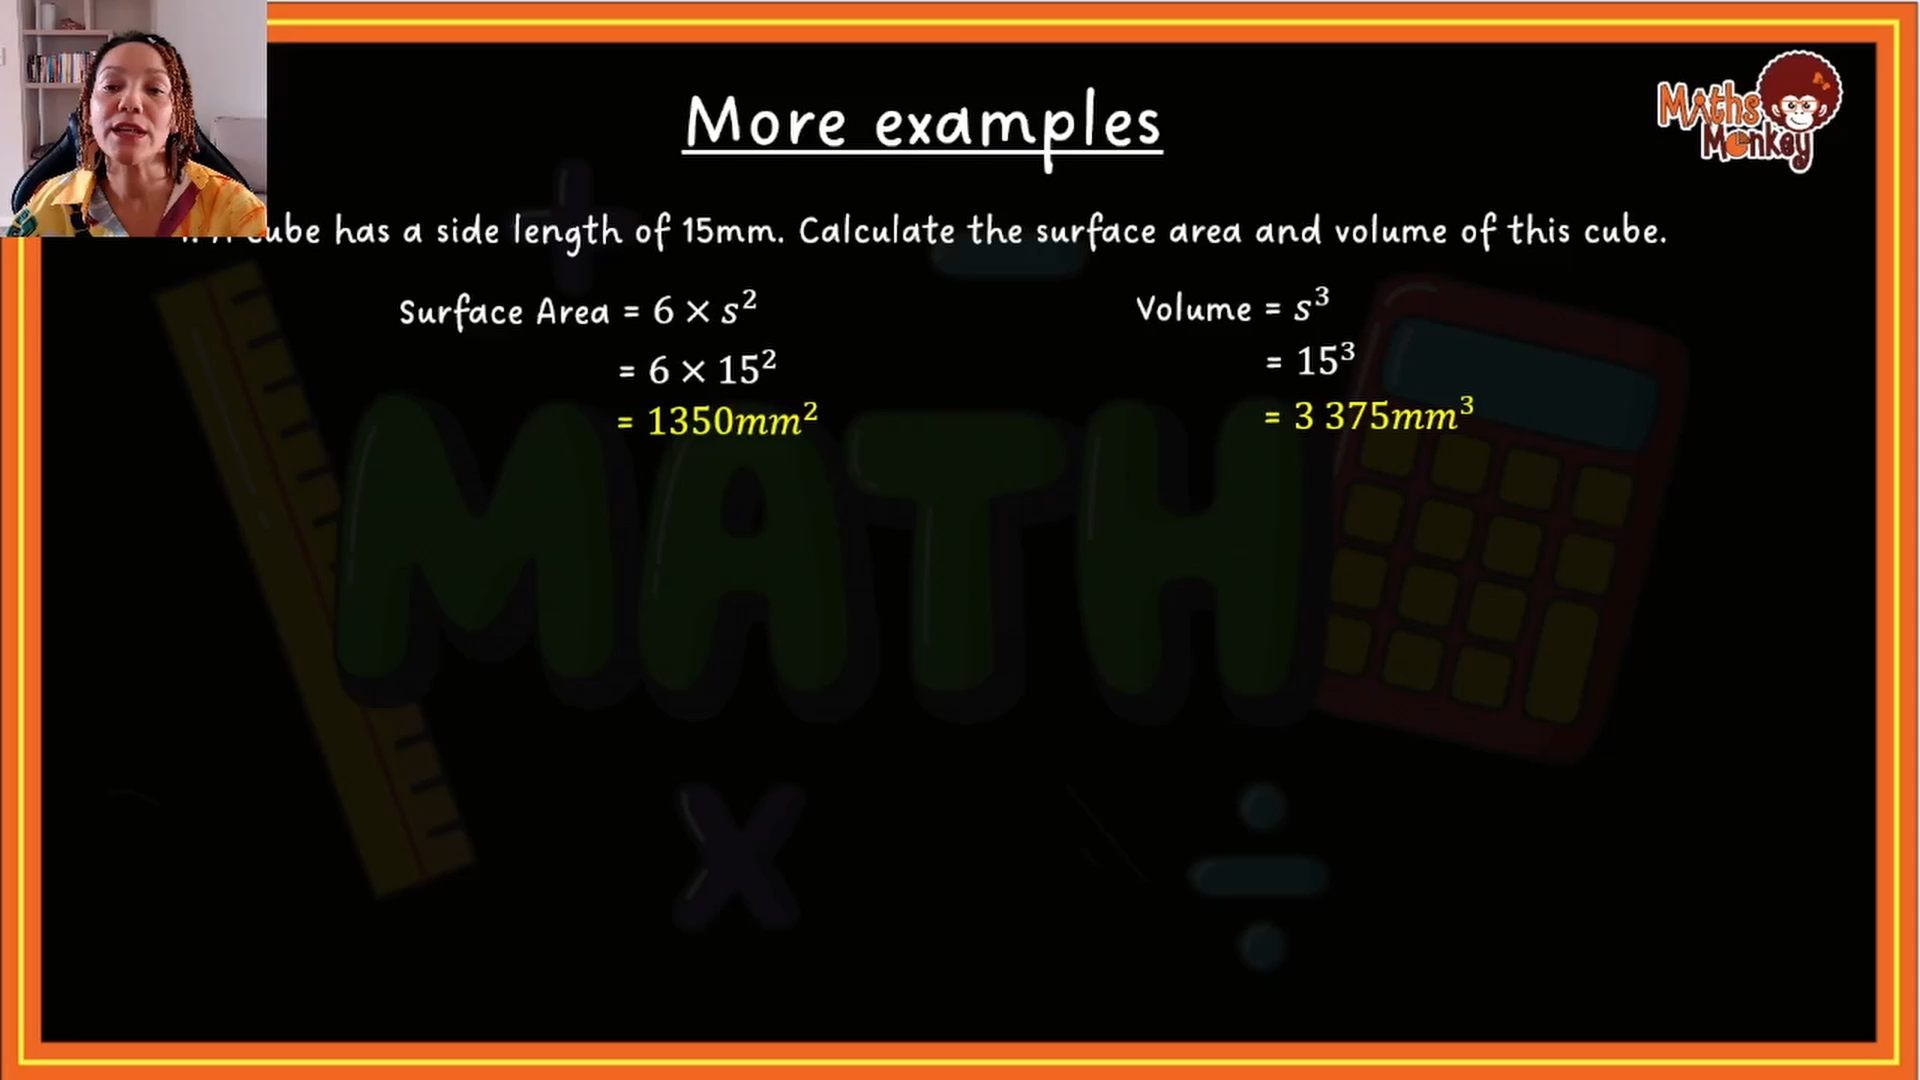 More examples
Maths
Monkey
cube has a side length of 15mm. Calculate the surface area and volume of this cube.
Surface Area = 6 × s²
= 6 × 15²
= 1350mm²
Volume = s³
= 15³
= 3 375mm³
MATH